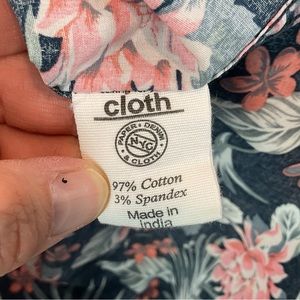 cloth
PAPER • DENIM
NYC
& CLOTH
97% Cotton
3% Spandex
Made in
India